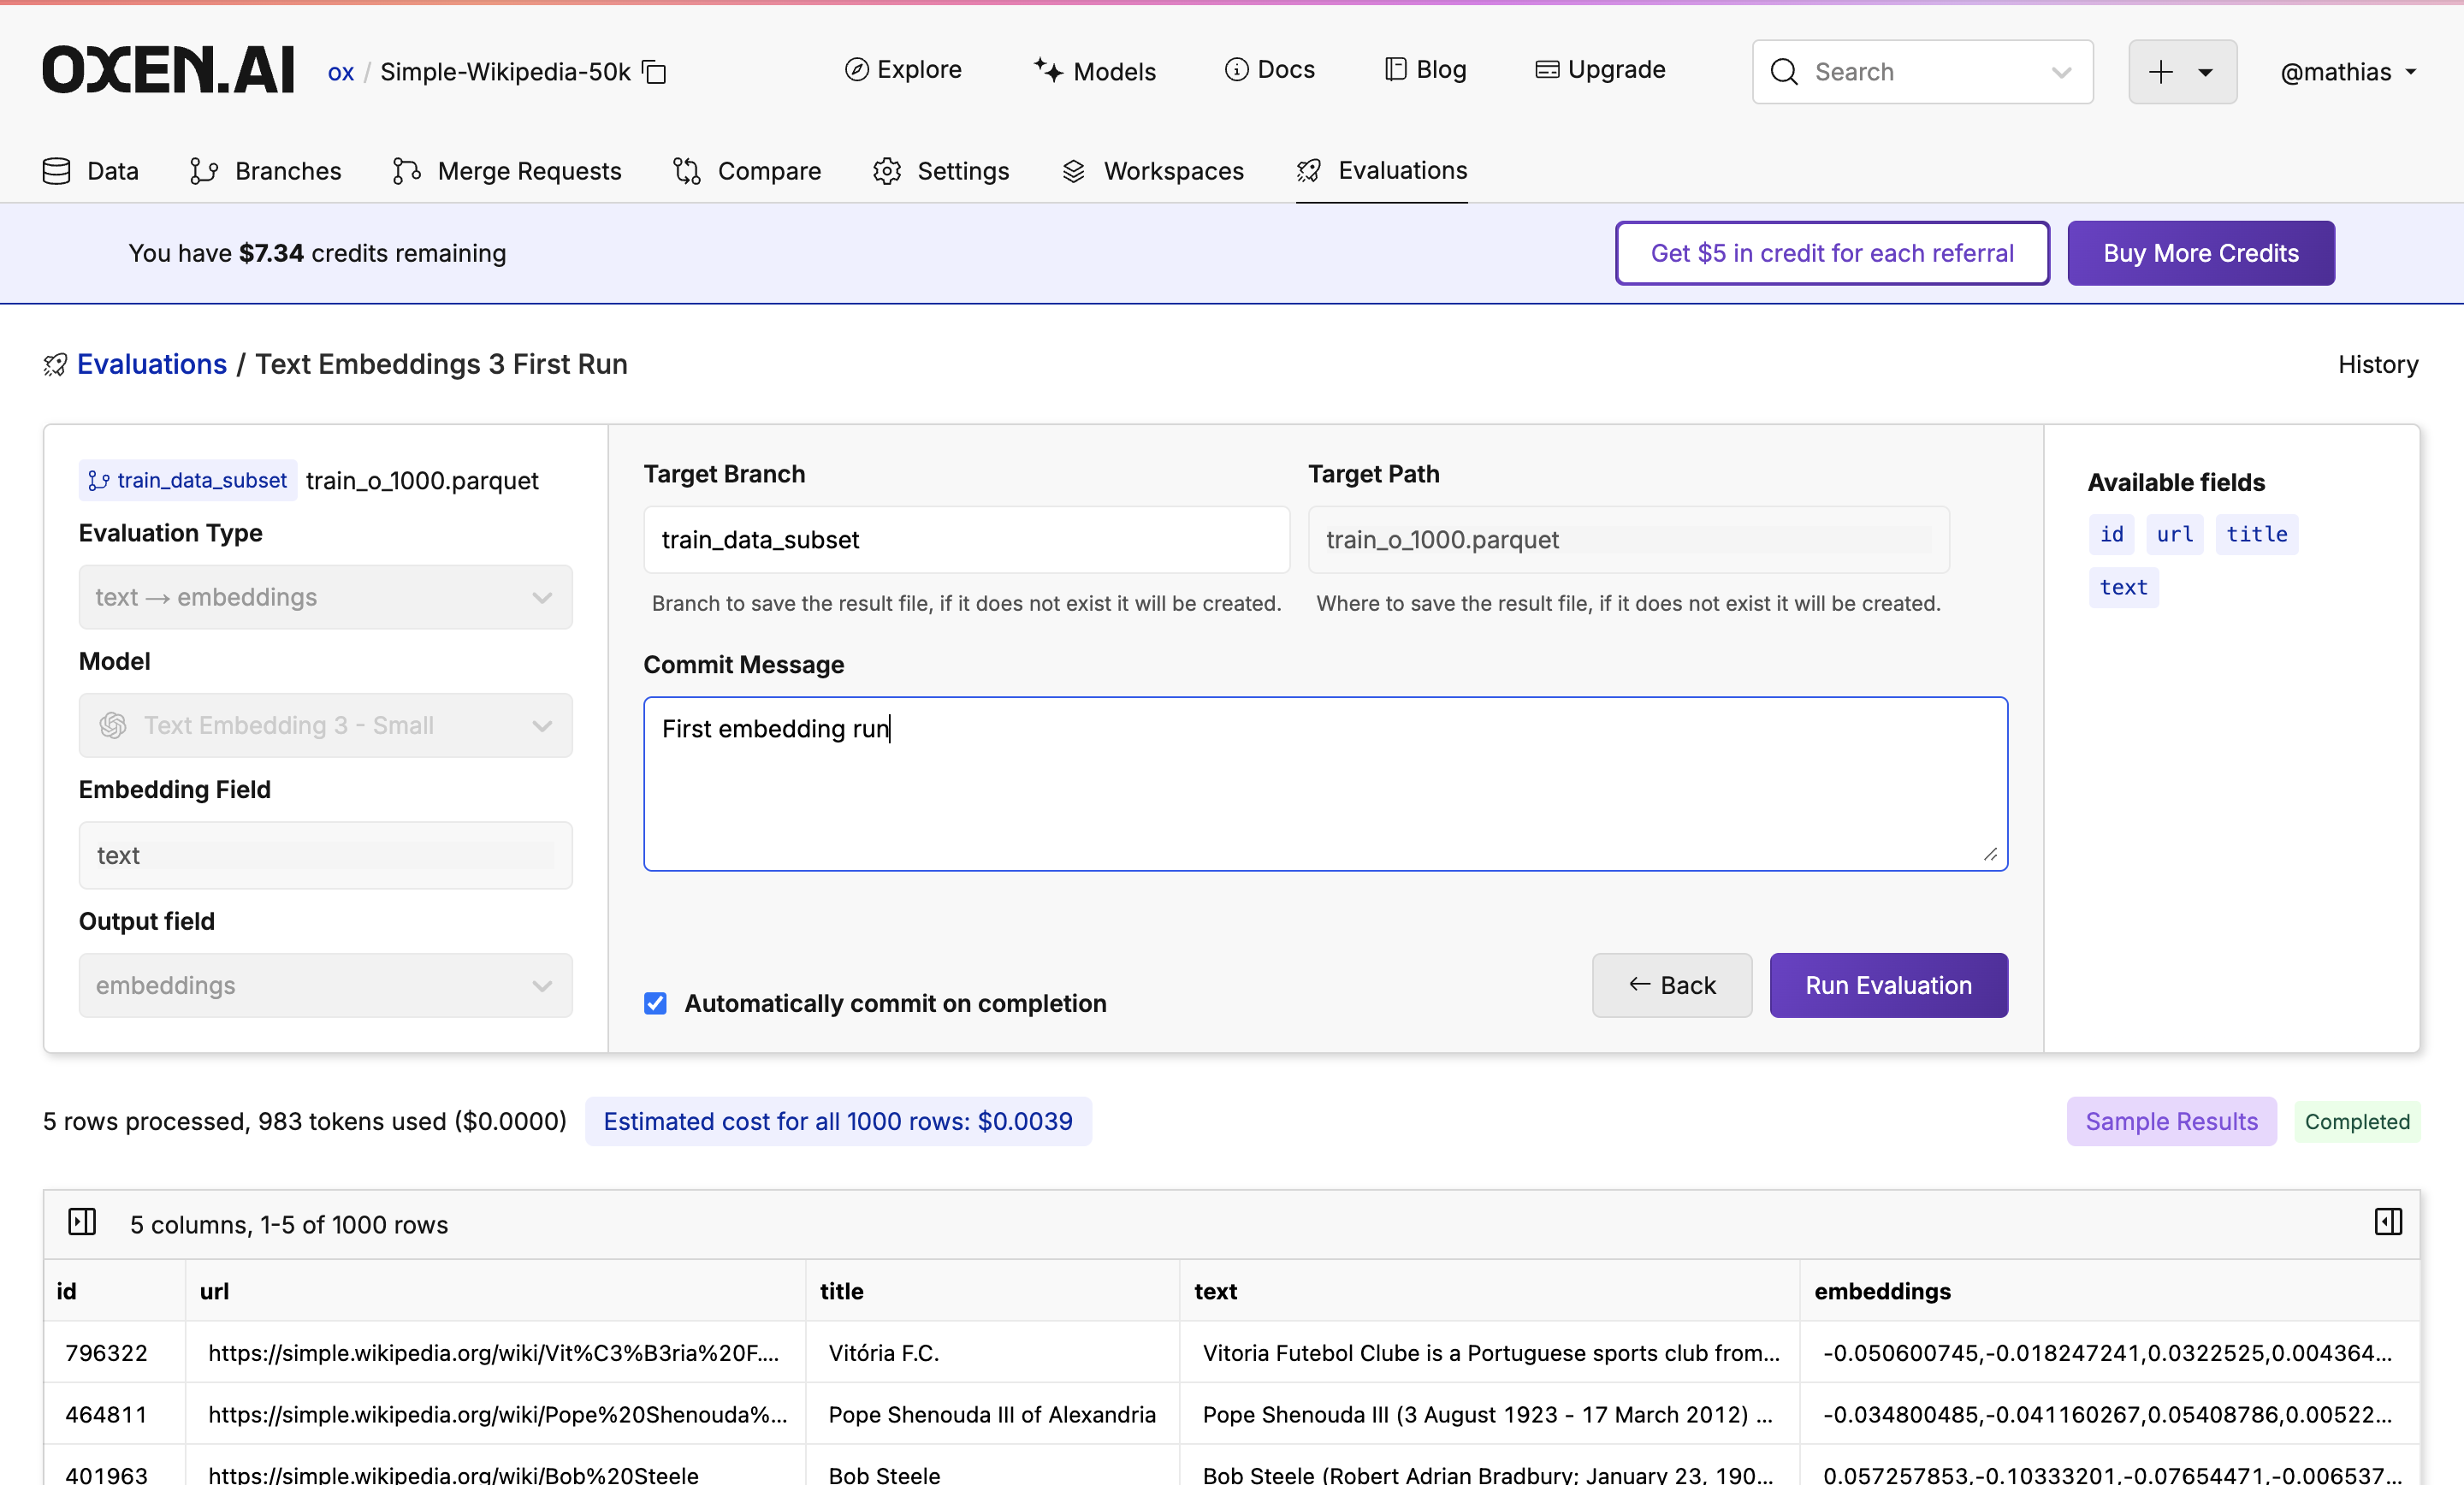 OXEN.AI ox / Simple-Wikipedia-50k Explore Models Docs Blog Upgrade Search @mathias
Data Branches Merge Requests Compare Settings Workspaces Evaluations
You have $7.34 credits remaining Get $5 in credit for each referral Buy More Credits
Evaluations / Text Embeddings 3 First Run History
train_data_subset train_o_1000.parquet
Evaluation Type
text → embeddings
Model
Text Embedding 3 - Small
Embedding Field
text
Output field
embeddings
Target Branch
train_data_subset
Branch to save the result file, if it does not exist it will be created.
Target Path
train_o_1000.parquet
Where to save the result file, if it does not exist it will be created.
Commit Message
First embedding run
Automatically commit on completion
← Back Run Evaluation
Available fields
id url title
text
5 rows processed, 983 tokens used ($0.0000) Estimated cost for all 1000 rows: $0.0039 Sample Results Completed
5 columns, 1-5 of 1000 rows
id url title text embeddings
796322 https://simple.wikipedia.org/wiki/Vit%C3%B3ria%20F.... Vitória F.C. Vitoria Futebol Clube is a Portuguese sports club from... -0.050600745,-0.018247241,0.0322525,0.004364...
464811 https://simple.wikipedia.org/wiki/Pope%20Shenouda%... Pope Shenouda III of Alexandria Pope Shenouda III (3 August 1923 - 17 March 2012) ... -0.034800485,-0.041160267,0.05408786,0.00522...
401963 https://simple.wikipedia.org/wiki/Bob%20Steele Bob Steele Bob Steele (Robert Adrian Bradbury; January 23, 190... 0.057257853,-0.10333201,-0.07654471,-0.006537...